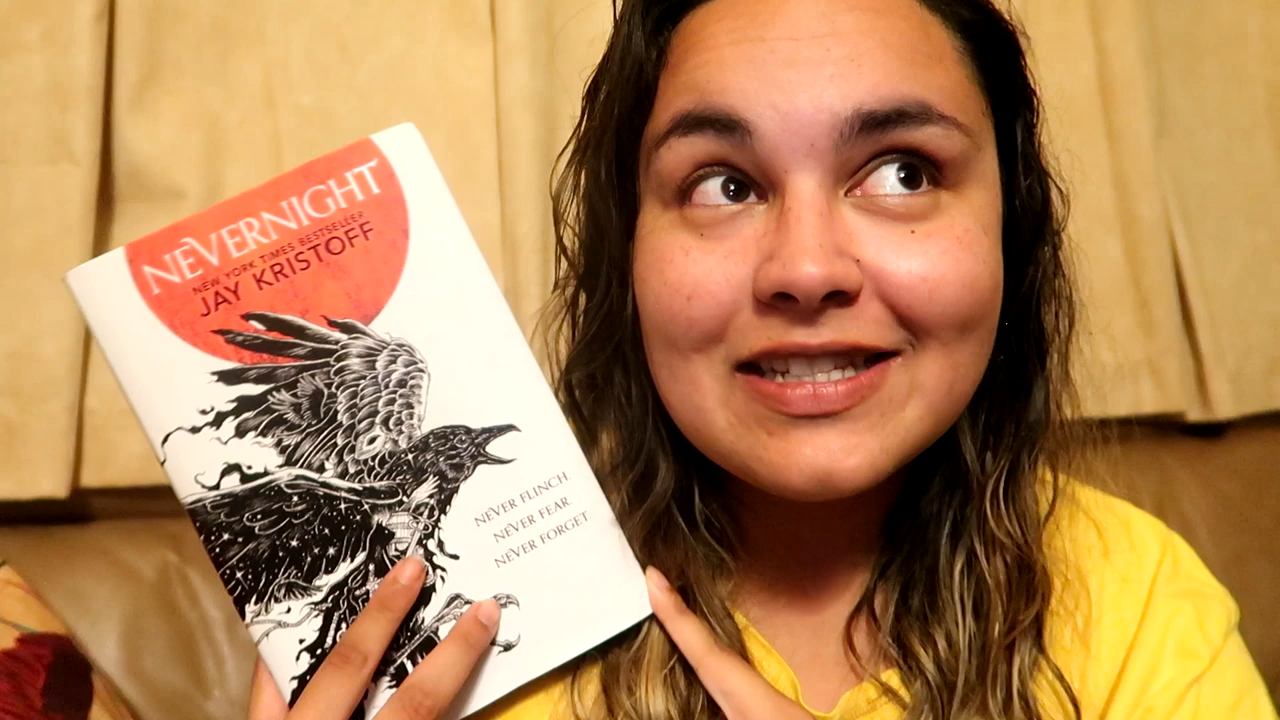 NEVERNIGHT
NEW YORK TIMES BESTSELLER
JAY KRISTOFF
NEVER FLINCH
NEVER FEAR
NEVER FORGET